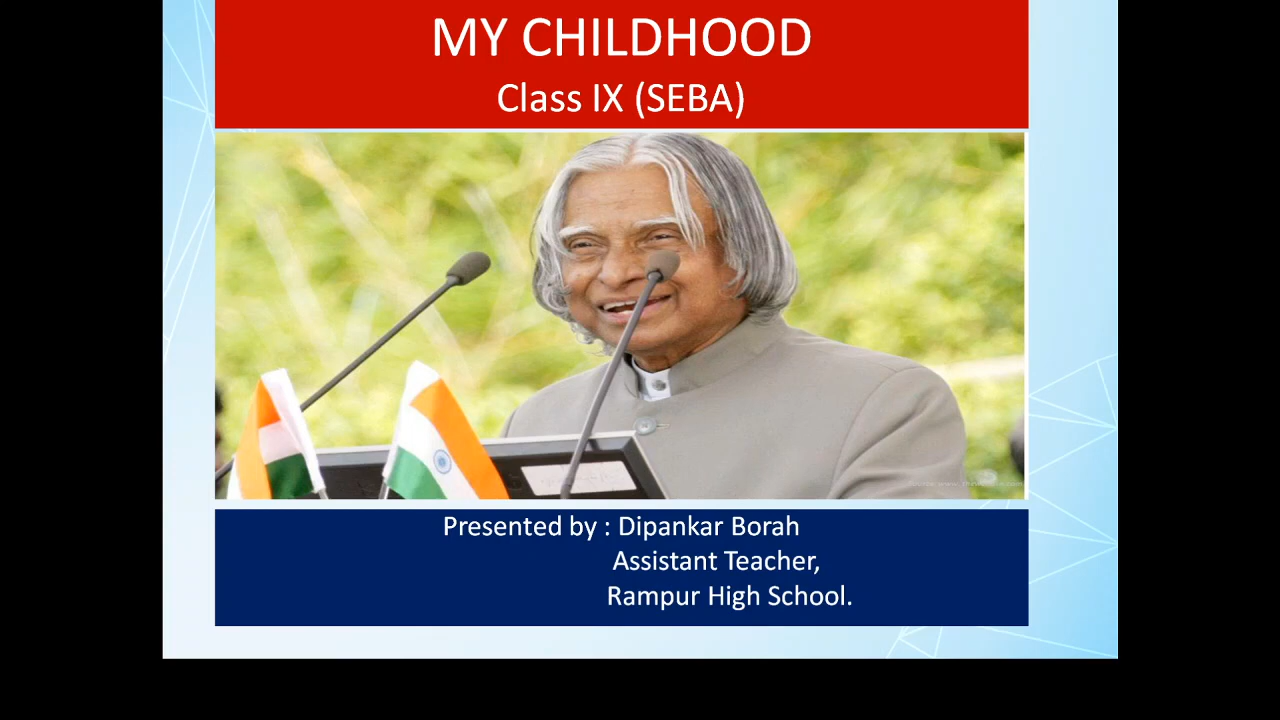 MY CHILDHOOD
Class IX (SEBA)
Presented by : Dipankar Borah
Assistant Teacher,
Rampur High School.